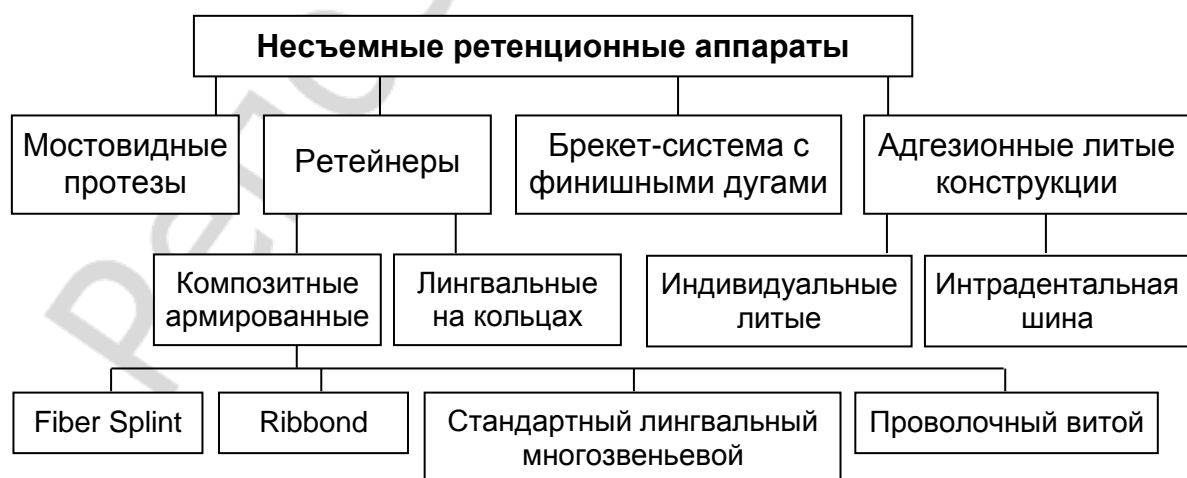 Несъемные ретенционные аппараты
Мостовидные
протезы
Ретейнеры
Брекет-система с
финишными дугами
Адгезионные литые
конструкции
Композитные
армированные
Лингвальные
на кольцах
Индивидуальные
литые
Интрадентальная
шина
Fiber Splint
Ribbond
Стандартный лингвальный
многозвеньевой
Проволочный витой